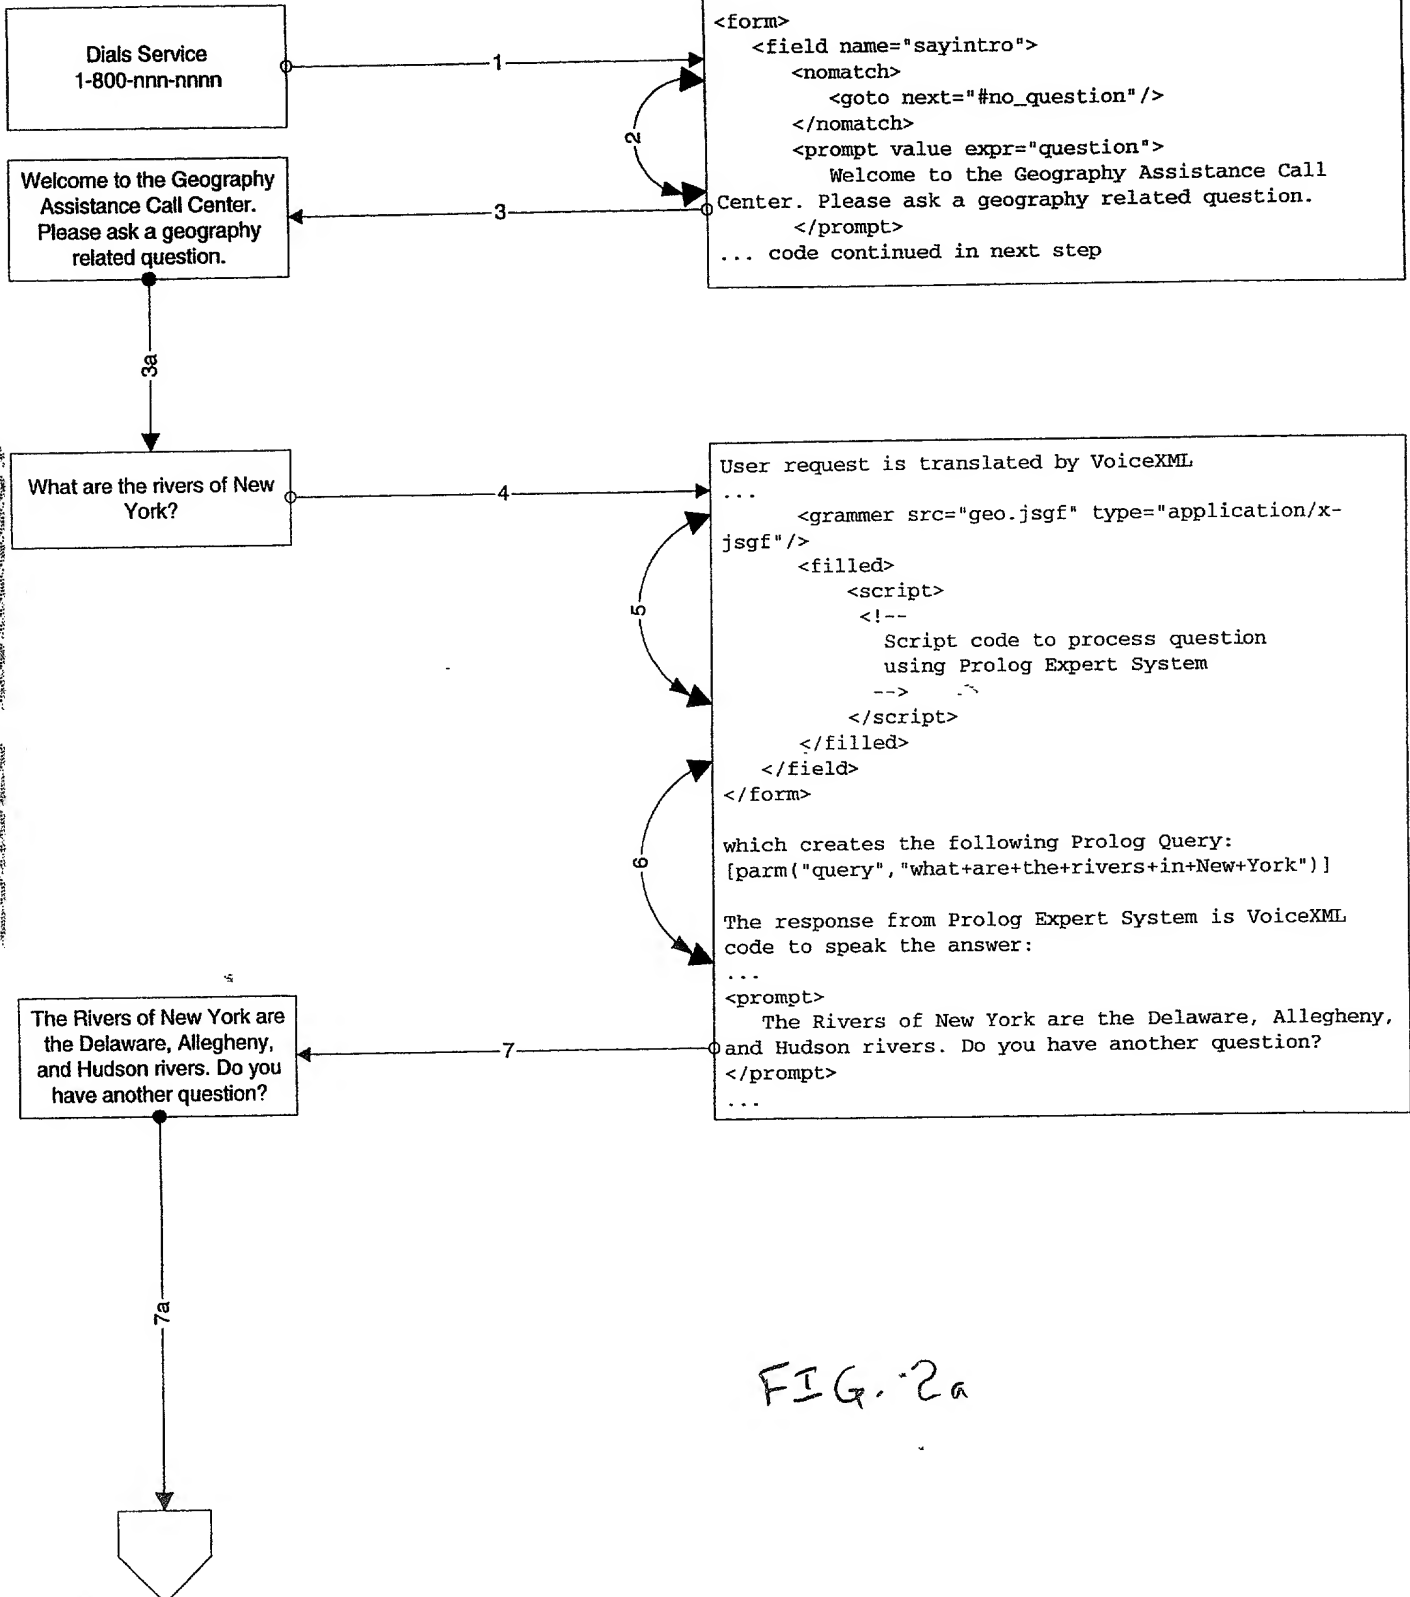 Dials Service
1-800-nnn-nnnn
1
<form>
<field name="sayintro">
<nomatch>
<goto next="#no_question"/>
</nomatch>
<prompt value expr="question">
Welcome to the Geography Assistance Call
Center. Please ask a geography related question.
</prompt>
... code continued in next step
2
3
Welcome to the Geography
Assistance Call Center.
Please ask a geography
related question.
3a
What are the rivers of New
York?
4
User request is translated by VoiceXML
...
<grammer src="geo.jsgf" type="application/x-
jsgf"/>
<filled>
<script>
<!--
Script code to process question
using Prolog Expert System
-->
</script>
</filled>
</field>
</form>
which creates the following Prolog Query:
[parm("query","what+are+the+rivers+in+New+York")]
The response from Prolog Expert System is VoiceXML
code to speak the answer:
...
<prompt>
The Rivers of New York are the Delaware, Allegheny,
and Hudson rivers. Do you have another question?
</prompt>
...
5
6
7
The Rivers of New York are
the Delaware, Allegheny,
and Hudson rivers. Do you
have another question?
7a
FIG. 2a